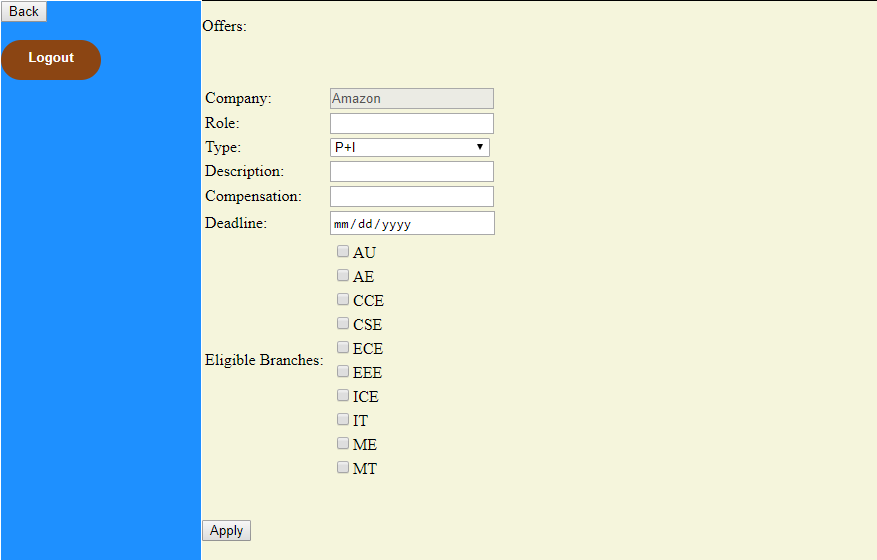 Back
Logout
Offers:
Company: Amazon
Role:
Type: P+I
Description:
Compensation:
Deadline: mm/dd/yyyy
Eligible Branches:
AU
AE
CCE
CSE
ECE
EEE
ICE
IT
ME
MT
Apply